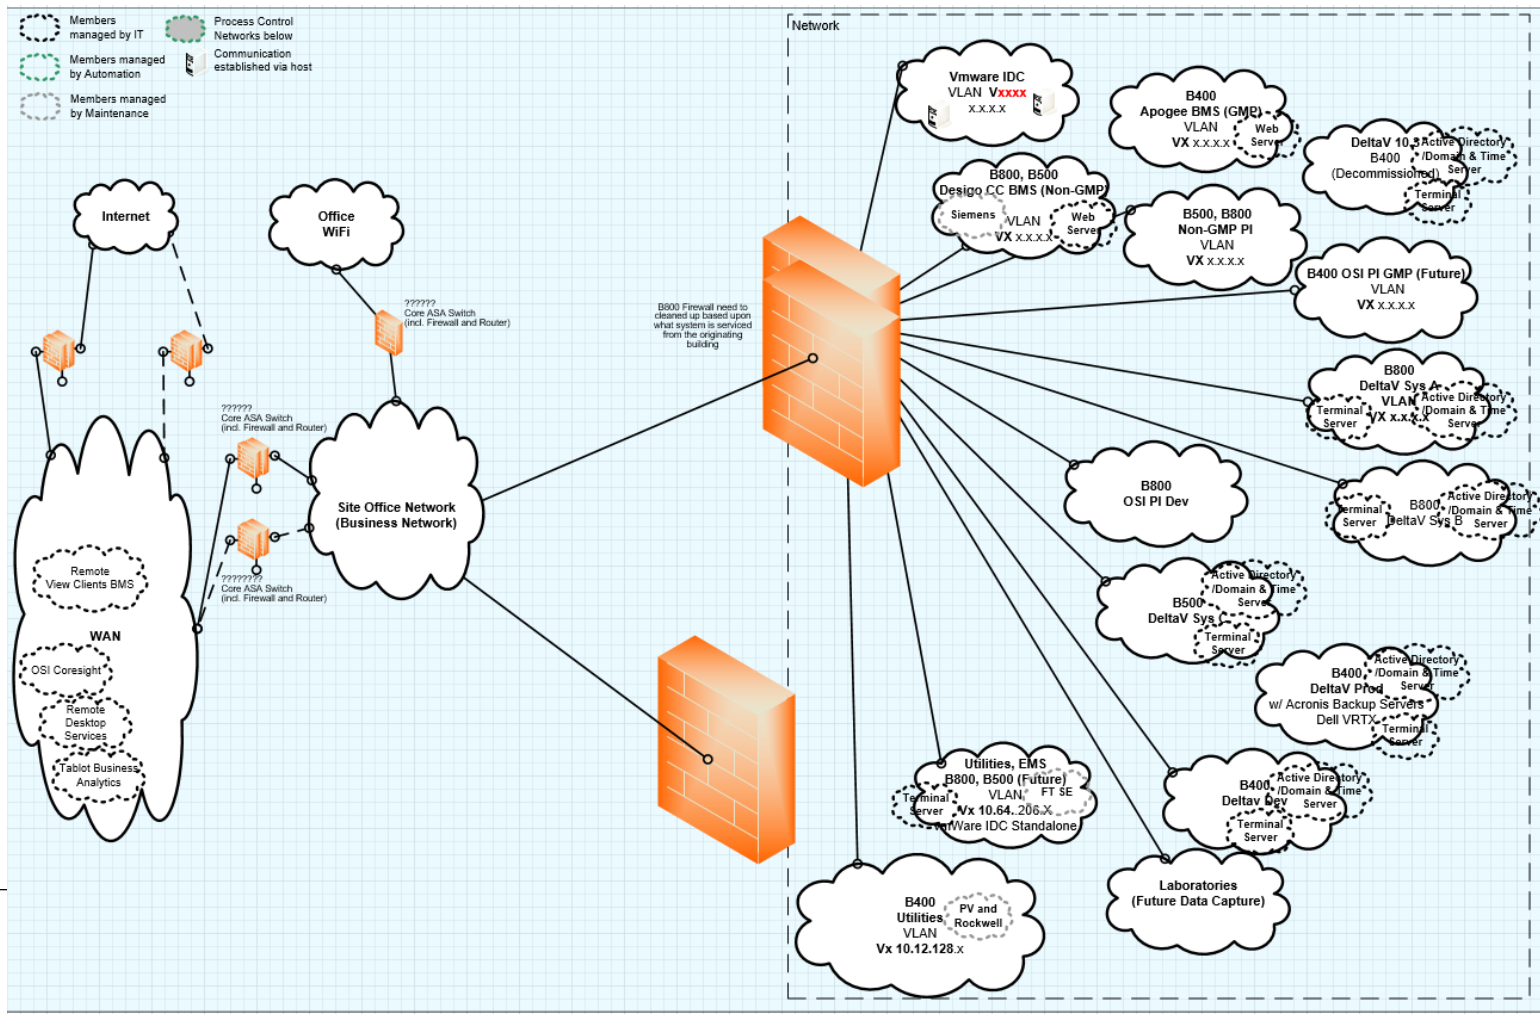 Members
managed by IT
Process Control
Networks below
Members managed
by Automation
Communication
established via host
Members managed
by Maintenance
Network
Vmware IDC
VLAN Vxxxx
x.x.x.x
B400
Apogee BMS (GMP)
VLAN
VX x.x.x.x
Web
Server
DeltaV 10.3
B400
(Decommissioned)
Active Directory
/Domain & Time
Server
Terminal
Server
B800, B500
Desigo CC BMS (Non-GMP)
VLAN
VX x.x.x.x
Siemens
Web
Server
B500, B800
Non-GMP PI
VLAN
VX x.x.x.x
B400 OSI PI GMP (Future)
VLAN
VX x.x.x.x
Internet
Office
WiFi
??????
Core ASA Switch
(incl. Firewall and Router)
B800 Firewall need to
cleaned up based upon
what system is serviced
from the originating
building
B800
DeltaV Sys A
VLAN
VX x.x.x.x
Terminal
Server
Active Directory
/Domain & Time
Server
??????
Core ASA Switch
(incl. Firewall and Router)
Site Office Network
(Business Network)
????????
Core ASA Switch
(incl. Firewall and Router)
B800
OSI PI Dev
B800
DeltaV Sys B
Terminal
Server
Active Directory
/Domain & Time
Server
Remote
View Clients BMS
WAN
OSI Coresight
Remote
Desktop
Services
Tablot Business
Analytics
B500
DeltaV Sys
Active Directory
/Domain & Time
Server
Terminal
Server
B400
DeltaV Prod
w/ Acronis Backup Servers
Dell VRTX
Active Directory
/Domain & Time
Server
Terminal
Server
Utilities, EMS
B800, B500 (Future)
VLAN
Vx 10.64..206.X
VmWare IDC Standalone
Terminal
Server
FT SE
B400
Deltav Dev
Active Directory
/Domain & Time
Server
Terminal
Server
B400
Utilities
VLAN
Vx 10.12.128.x
PV and
Rockwell
Laboratories
(Future Data Capture)